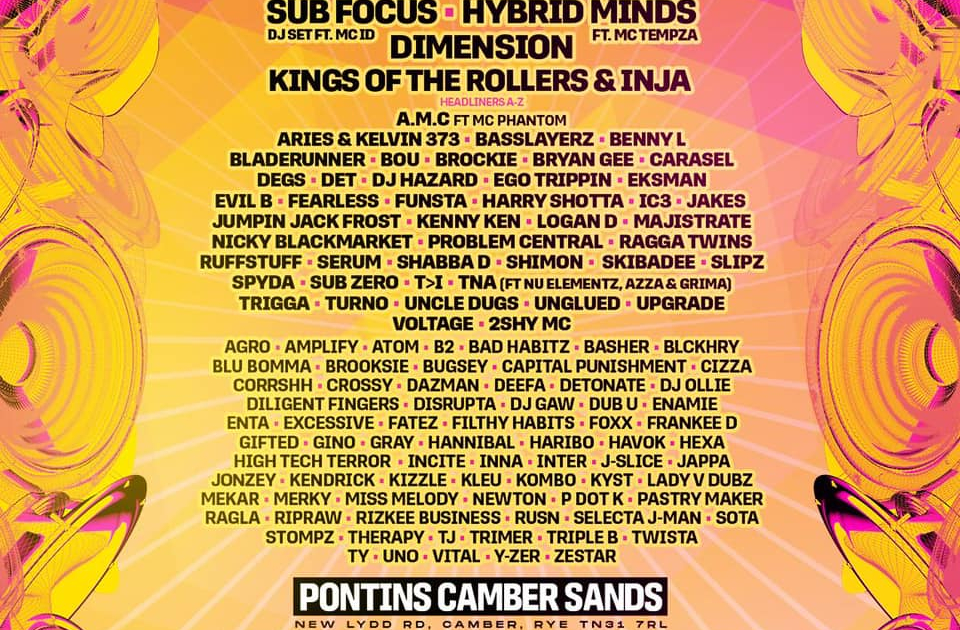 SUB FOCUS • HYBRID MINDS
DJ SET FT. MC ID
FT. MC TEMPZA
DIMENSION
KINGS OF THE ROLLERS & INJA
HEADLINERS A-Z
A.M.C FT MC PHANTOM
ARIES & KELVIN 373 • BASSLAYERZ • BENNY L
BLADERUNNER • BOU • BROCKIE • BRYAN GEE • CARASEL
DEGS • DET • DJ HAZARD • EGO TRIPPIN • EKSMAN
EVIL B • FEARLESS • FUNSTA • HARRY SHOTTA • IC3 • JAKES
JUMPIN JACK FROST • KENNY KEN • LOGAN D • MAJISTRATE
NICKY BLACKMARKET • PROBLEM CENTRAL • RAGGA TWINS
RUFFSTUFF • SERUM • SHABBA D • SHIMON • SKIBADEE • SLIPZ
SPYDA • SUB ZERO • T>I • TNA (FT NU ELEMENTZ, AZZA & GRIMA)
TRIGGA • TURNO • UNCLE DUGS • UNGLUED • UPGRADE
VOLTAGE • 2SHY MC
AGRO • AMPLIFY • ATOM • B2 • BAD HABITZ • BASHER • BLCKHRY
BLU BOMMA • BROOKSIE • BUGSEY • CAPITAL PUNISHMENT • CIZZA
CORRSHH • CROSSY • DAZMAN • DEEFA • DETONATE • DJ OLLIE
DILIGENT FINGERS • DISRUPTA • DJ GAW • DUB U • ENAMIE
ENTA • EXCESSIVE • FATEZ • FILTHY HABITS • FOXX • FRANKEE D
GIFTED • GINO • GRAY • HANNIBAL • HARIBO • HAVOK • HEXA
HIGH TECH TERROR • INCITE • INNA • INTER • J-SLICE • JAPPA
JONZEY • KENDRICK • KIZZLE • KLEU • KOMBO • KYST • LADY V DUBZ
MEKAR • MERKY • MISS MELODY • NEWTON • P DOT K • PASTRY MAKER
RAGLA • RIPRAW • RIZKEE BUSINESS • RUSN • SELECTA J-MAN • SOTA
STOMPZ • THERAPY • TJ • TRIMER • TRIPLE B • TWISTA
TY • UNO • VITAL • Y-ZER • ZESTAR
PONTINS CAMBER SANDS
NEW LYDD RD, CAMBER, RYE TN31 7RL